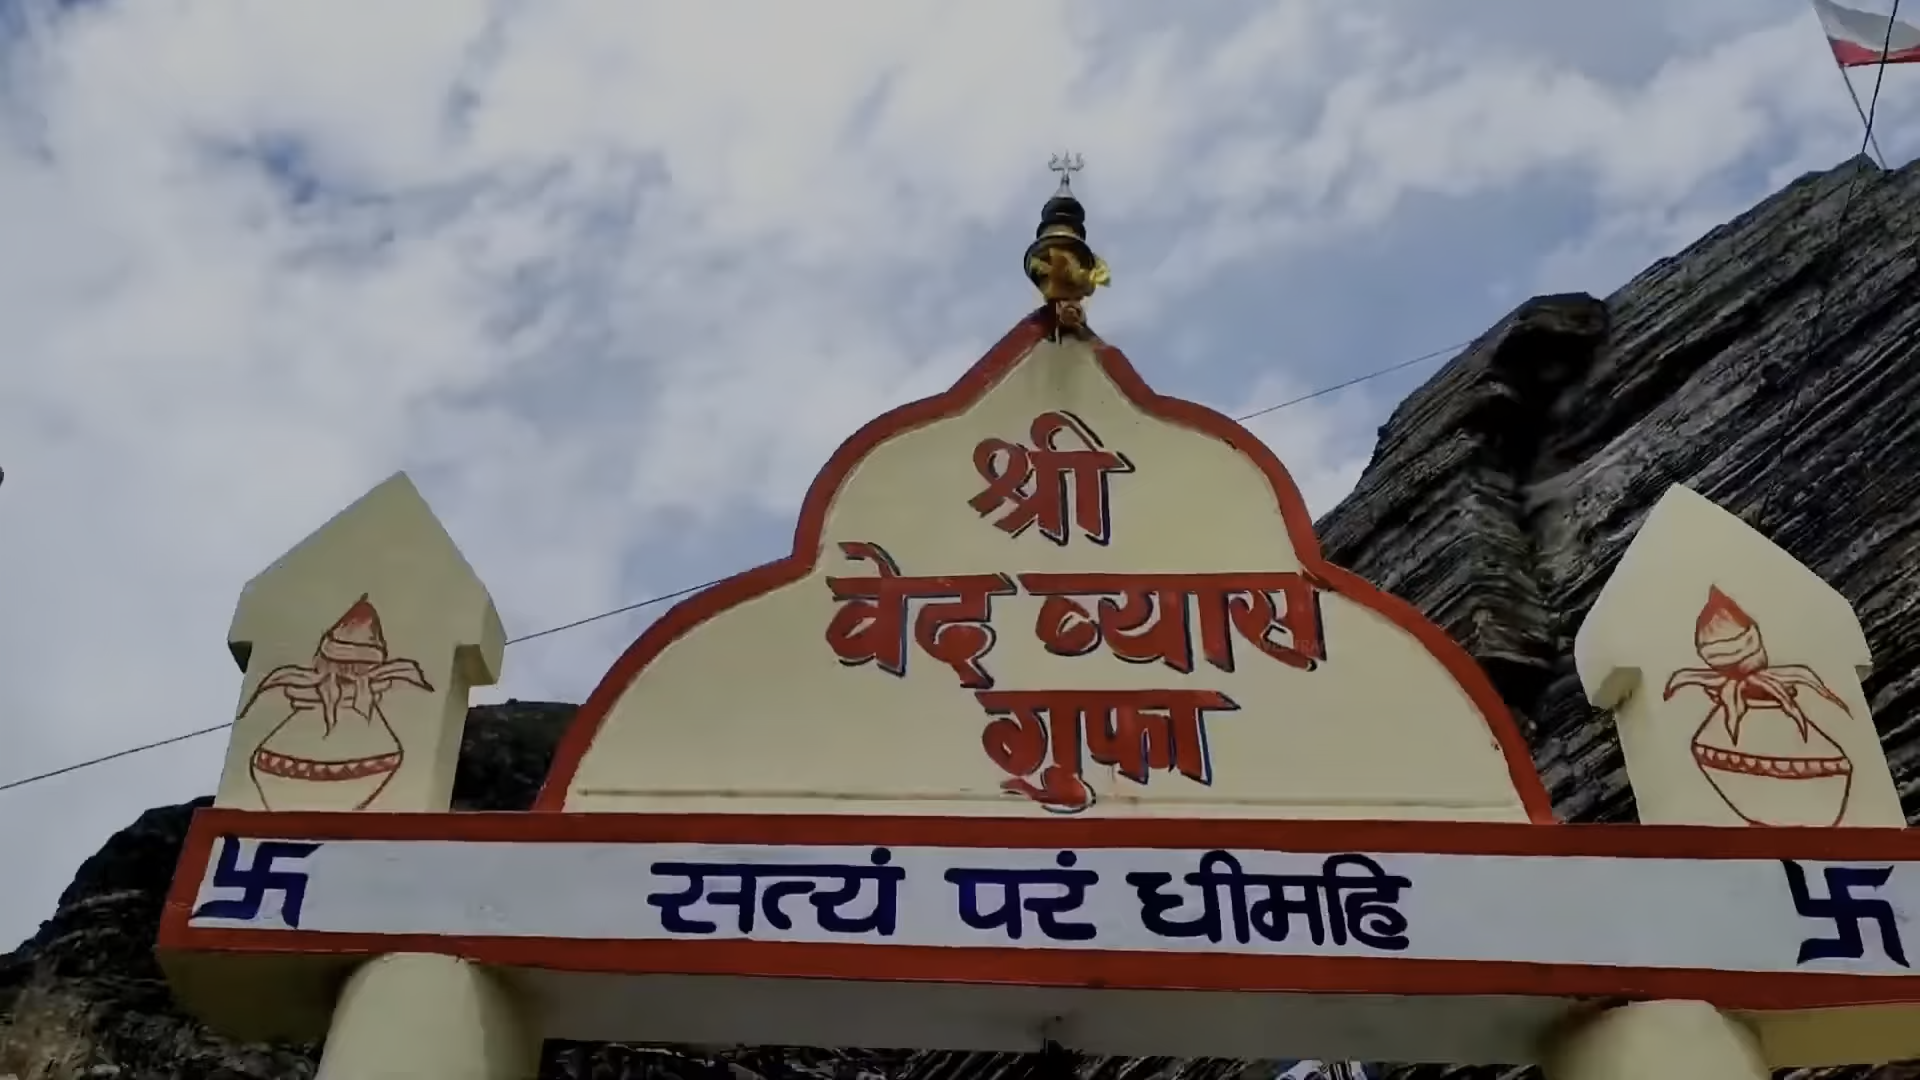 श्री
वेद व्यास
गुफा
सत्यं परं धीमहि